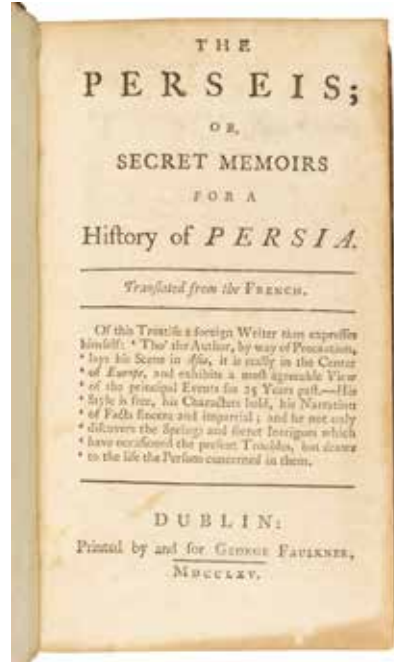 THE
PERSEIS;
OR,
SECRET MEMOIRS
FOR A
Hiſtory of PERSIA.
Tranſlated from the FRENCH.
Of this Treatiſe a foreign Writer thus expreſſes
himſelf: ‘ Tho’ the Author, by way of Precaution,
‘ lays his Scene in Aſia, it is really in the Center
‘ of Europe, and exhibits a moſt agreeable View
‘ of the principal Events for 25 Years paſt.—His
‘ Style is free, his Characters bold, his Narration
‘ of Facts ſincere and impartial; and he not only
‘ diſcovers the Springs and ſecret Intrigues which
‘ have occaſioned the preſent Troubles, but draws
‘ to the life the Perſons concerned in them.
DUBLIN:
Printed by and for GEORGE FAULKNER,
MDCCLXV.